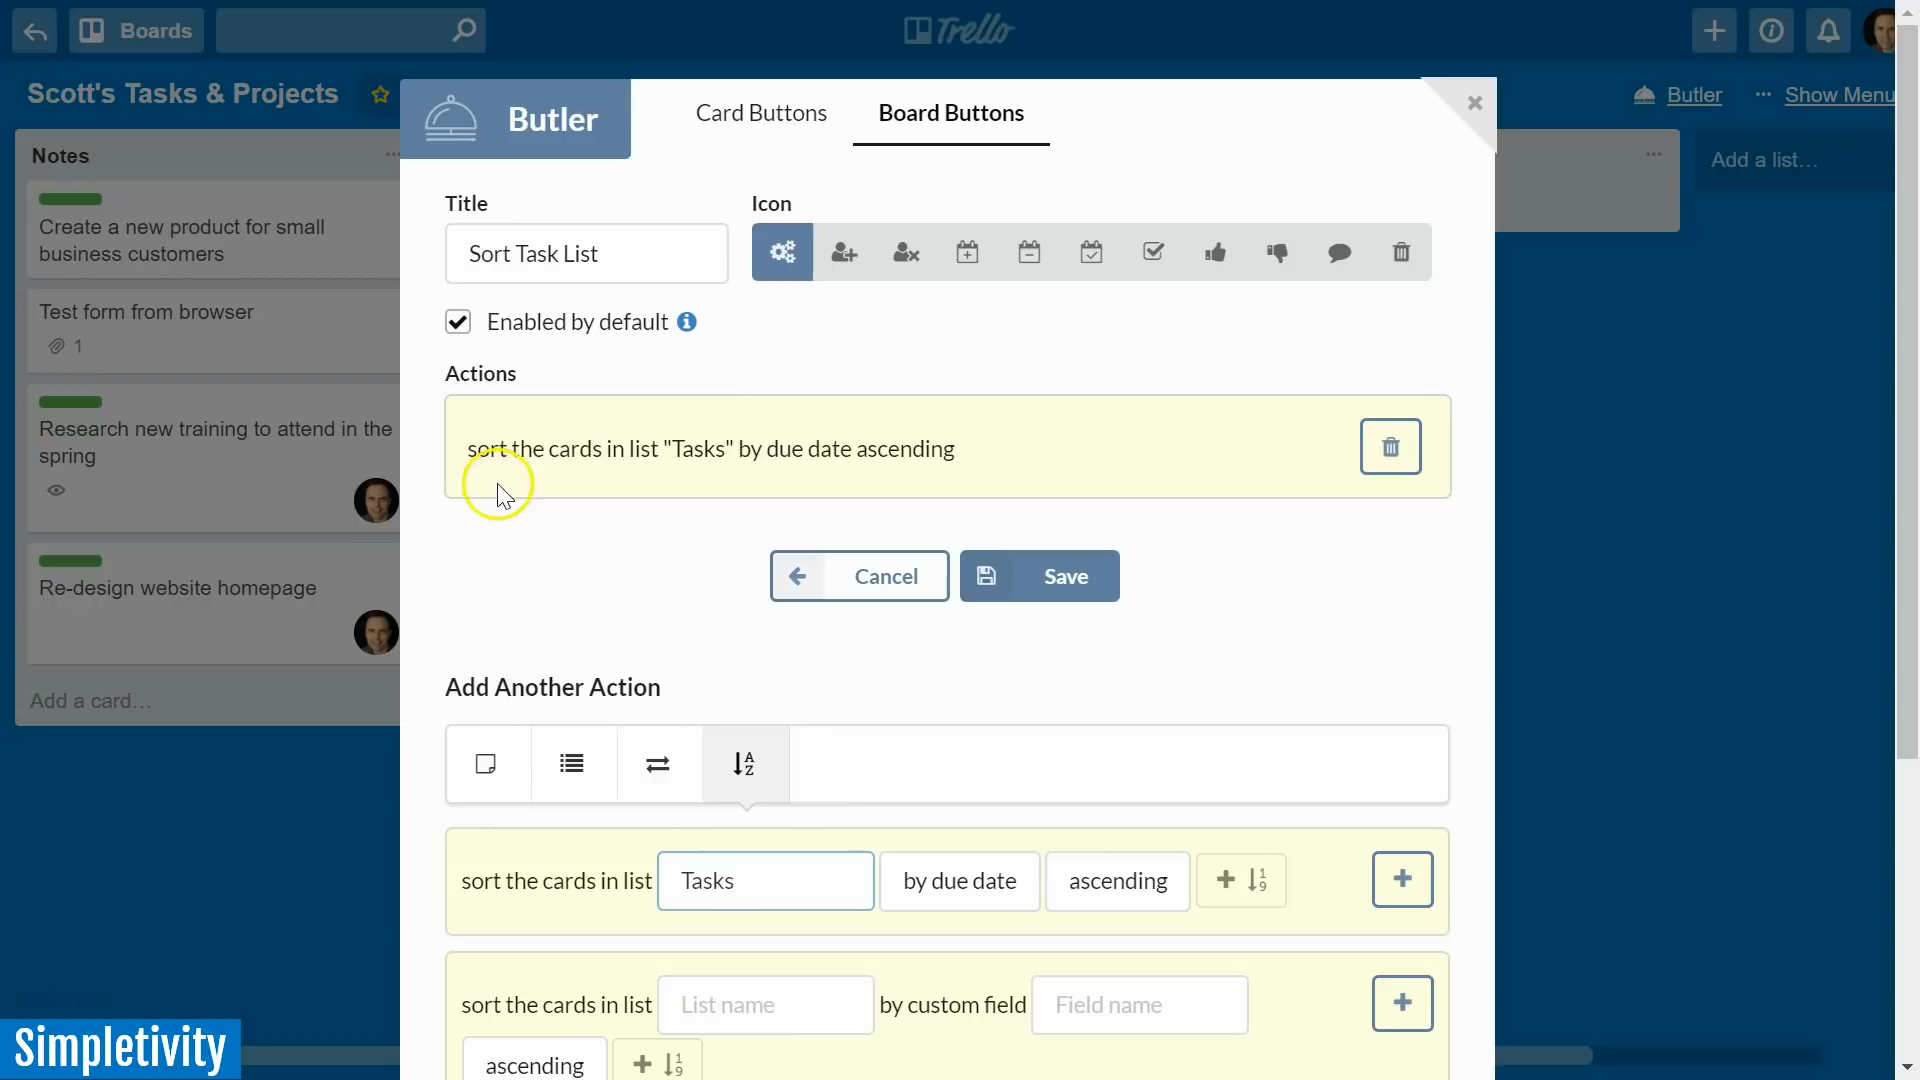 Boards
Trello
Scott's Tasks & Projects
Butler
Show Menu
Notes
Create a new product for small
business customers
Test form from browser
1
Research new training to attend in the
spring
Re-design website homepage
Add a card…
Add a list…
Butler
Card Buttons
Board Buttons
Title
Icon
Sort Task List
Enabled by default
Actions
sort the cards in list "Tasks" by due date ascending
Cancel
Save
Add Another Action
sort the cards in list Tasks by due date ascending
sort the cards in list List name by custom field Field name
ascending
Simpletivity